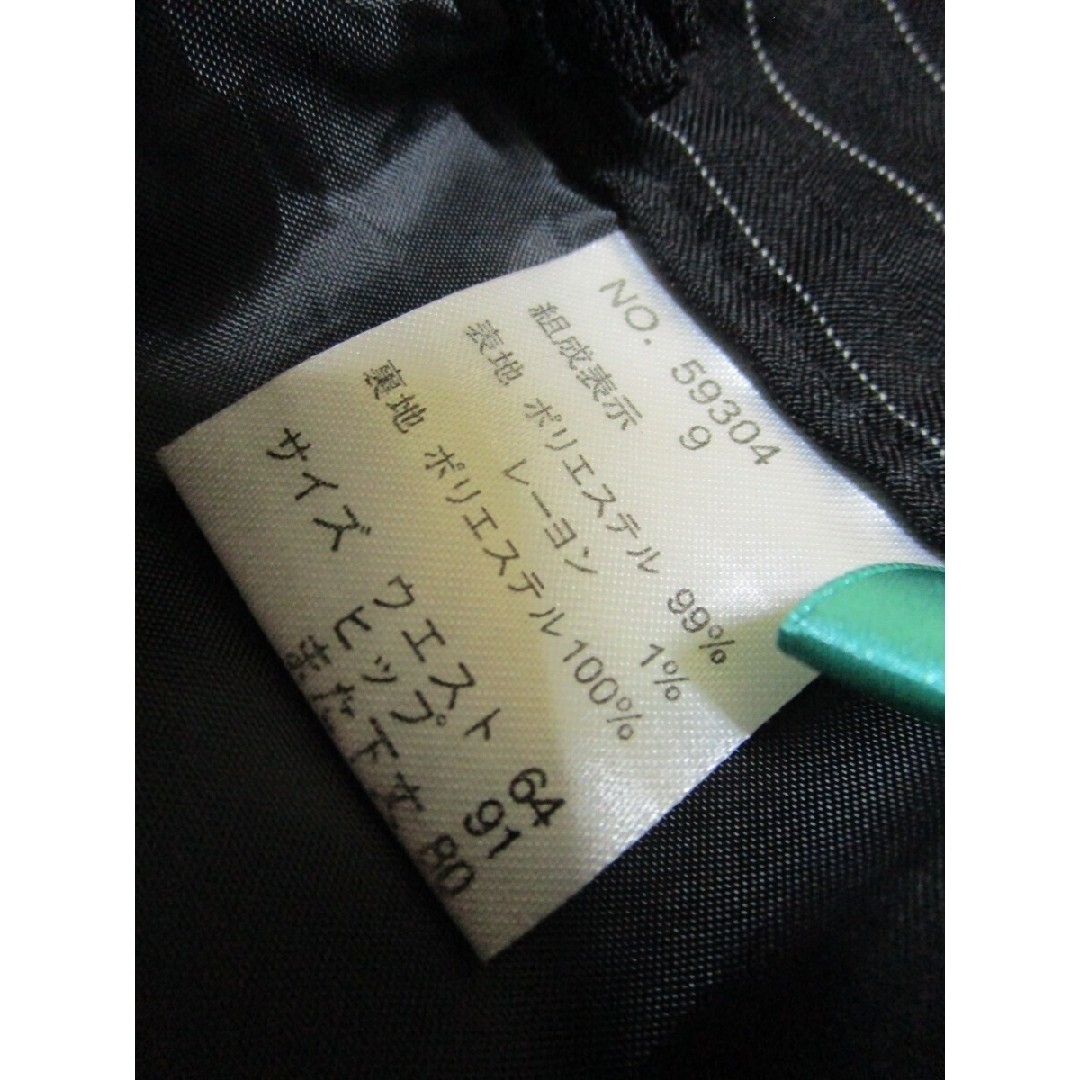 NO. 59304
9
組成表示
表地 ポリエステル 99%
レーヨン 1%
裏地 ポリエステル100%
サイズ ウエスト 64
ヒップ 91
また下丈 80